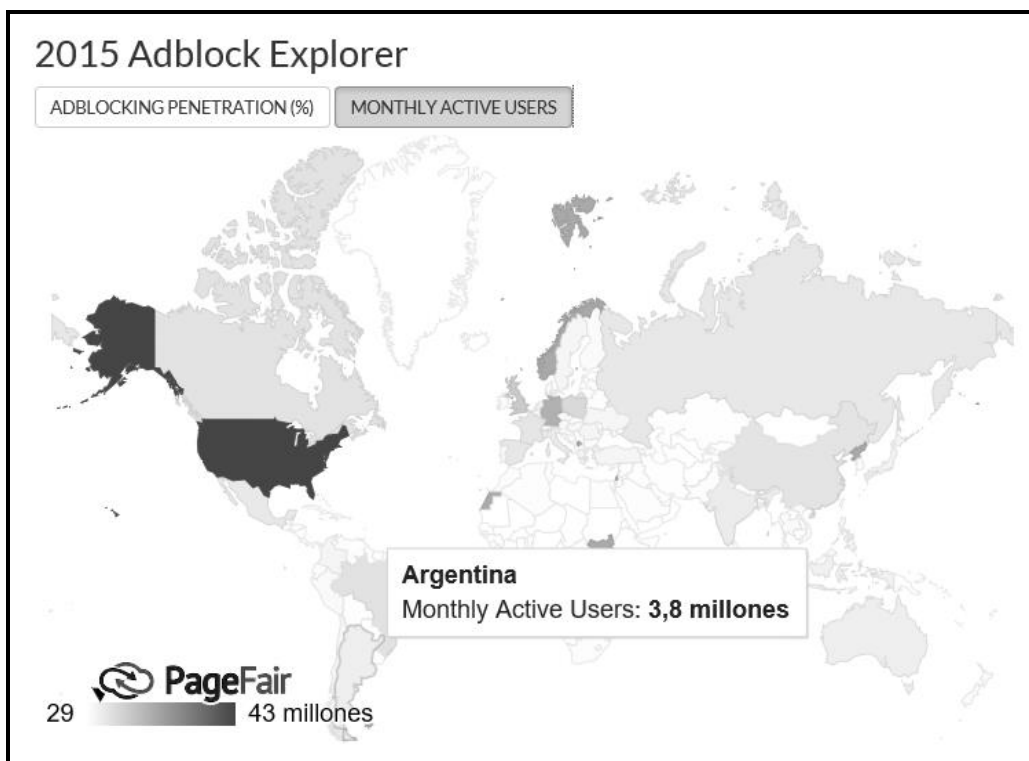 2015 Adblock Explorer
ADBLOCKING PENETRATION (%) MONTHLY ACTIVE USERS
Argentina
Monthly Active Users: 3,8 millones
PageFair
29 43 millones